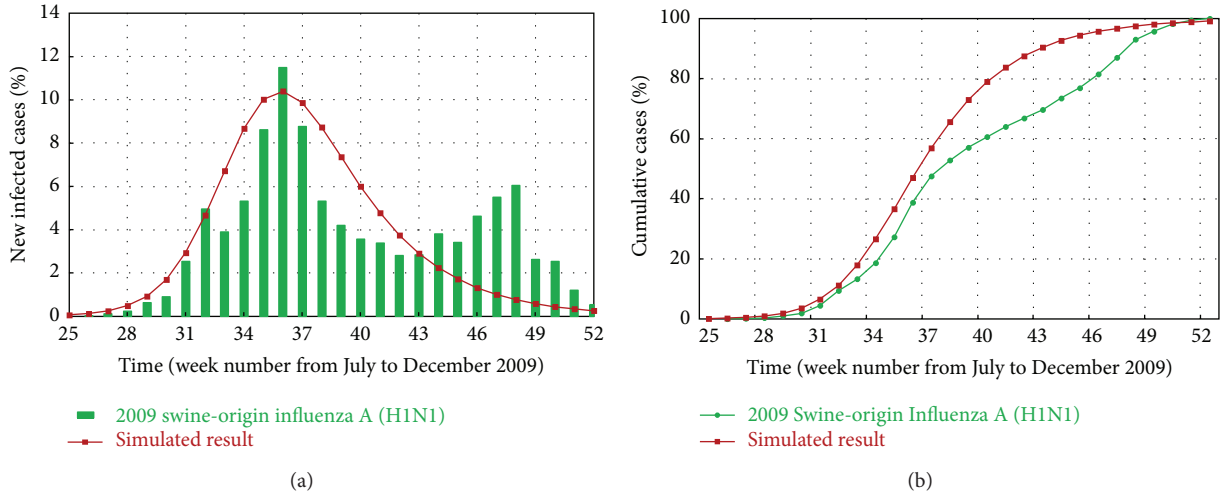 14
12
10
8
6
4
2
0
New infected cases (%)
25 28 31 34 37 40 43 46 49 52
Time (week number from July to December 2009)
2009 swine-origin influenza A (H1N1)
Simulated result
(a)
100
80
60
40
20
0
Cumulative cases (%)
25 28 31 34 37 40 43 46 49 52
Time (week number from July to December 2009)
2009 Swine-origin Influenza A (H1N1)
Simulated result
(b)